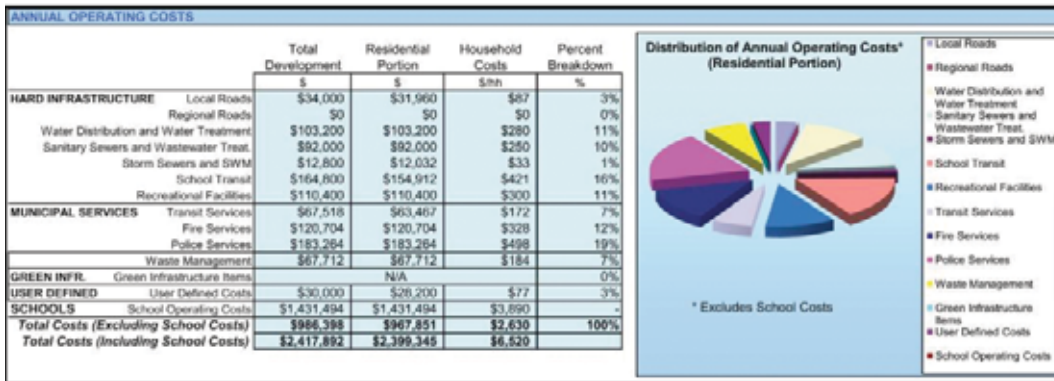 ANNUAL OPERATING COSTS
Total Development Residential Portion Household Costs Percent Breakdown
$ $ $/hh %
HARD INFRASTRUCTURE Local Roads $34,000 $31,960 $87 3%
Regional Roads $0 $0 $0 0%
Water Distribution and Water Treatment $103,200 $103,200 $280 11%
Sanitary Sewers and Wastewater Treat. $92,000 $92,000 $250 10%
Storm Sewers and SWM $12,800 $12,032 $33 1%
School Transit $164,800 $154,912 $421 16%
Recreational Facilities $110,400 $110,400 $300 11%
MUNICIPAL SERVICES Transit Services $67,518 $63,467 $172 7%
Fire Services $120,704 $120,704 $328 12%
Police Services $183,264 $183,264 $498 19%
Waste Management $67,712 $67,712 $184 7%
GREEN INFR. Green Infrastructure Items N/A 0%
USER DEFINED User Defined Costs $30,000 $28,200 $77 3%
SCHOOLS School Operating Costs $1,431,494 $1,431,494 $3,890 -
Total Costs (Excluding School Costs) $986,398 $967,851 $2,630 100%
Total Costs (Including School Costs) $2,417,892 $2,399,345 $6,520
Distribution of Annual Operating Costs*
(Residential Portion)
* Excludes School Costs
Local Roads
Regional Roads
Water Distribution and
Water Treatment
Sanitary Sewers and
Wastewater Treat.
Storm Sewers and SWM
School Transit
Recreational Facilities
Transit Services
Fire Services
Police Services
Waste Management
Green Infrastructure
Items
User Defined Costs
School Operating Costs